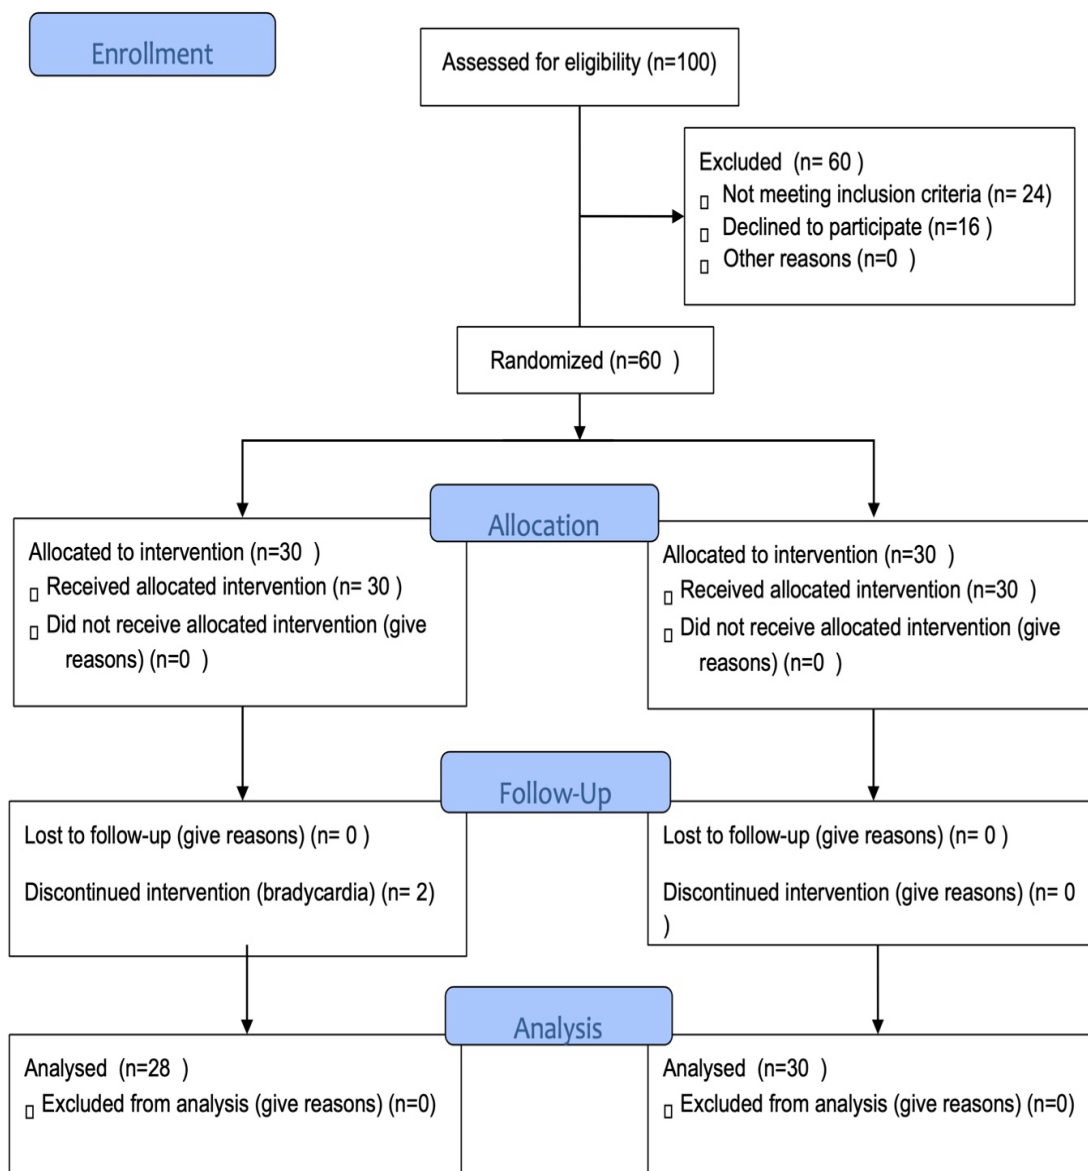 Enrollment
Assessed for eligibility (n=100)
Excluded (n= 60 )
▯ Not meeting inclusion criteria (n= 24)
▯ Declined to participate (n=16 )
▯ Other reasons (n=0 )
Randomized (n=60 )
Allocation
Allocated to intervention (n=30 )
▯ Received allocated intervention (n= 30 )
▯ Did not receive allocated intervention (give
reasons) (n=0 )
Allocated to intervention (n=30 )
▯ Received allocated intervention (n=30 )
▯ Did not receive allocated intervention (give
reasons) (n=0 )
Follow-Up
Lost to follow-up (give reasons) (n= 0 )
Discontinued intervention (bradycardia) (n= 2)
Lost to follow-up (give reasons) (n= 0 )
Discontinued intervention (give reasons) (n= 0
)
Analysis
Analysed (n=28 )
▯ Excluded from analysis (give reasons) (n=0)
Analysed (n=30 )
▯ Excluded from analysis (give reasons) (n=0)